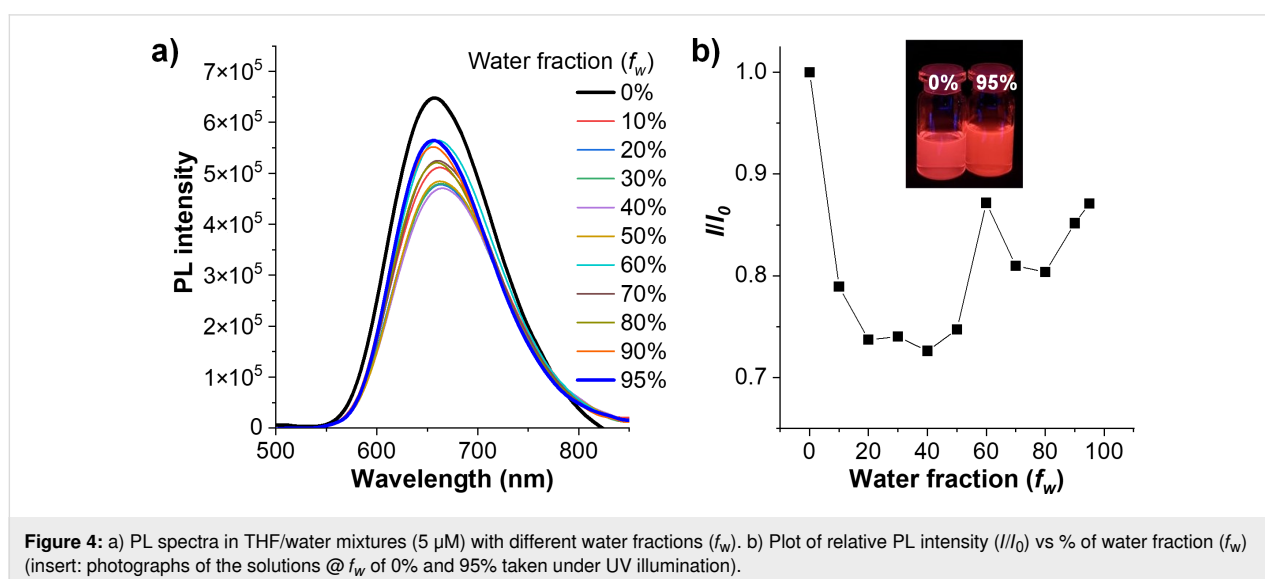 a)
Water fraction (fw)
7×10⁵
6×10⁵
5×10⁵
4×10⁵
3×10⁵
2×10⁵
1×10⁵
0
PL intensity
0%
10%
20%
30%
40%
50%
60%
70%
80%
90%
95%
500 600 700 800
Wavelength (nm)
b)
0% 95%
1.0
0.9
0.8
0.7
I/I0
0 20 40 60 80 100
Water fraction (fw)
Figure 4: a) PL spectra in THF/water mixtures (5 µM) with different water fractions (fw). b) Plot of relative PL intensity (I/I0) vs % of water fraction (fw)
(insert: photographs of the solutions @ fw of 0% and 95% taken under UV illumination).